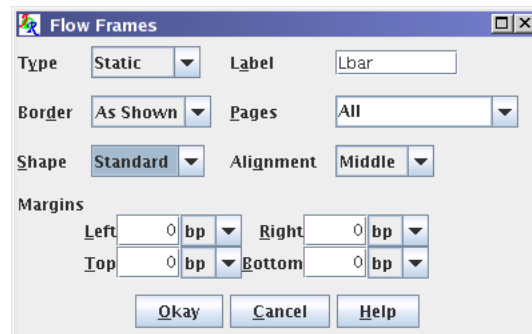 Flow Frames
Type Static Label Lbar
Border As Shown Pages All
Shape Standard Alignment Middle
Margins
Left 0 bp Right 0 bp
Top 0 bp Bottom 0 bp
Okay Cancel Help